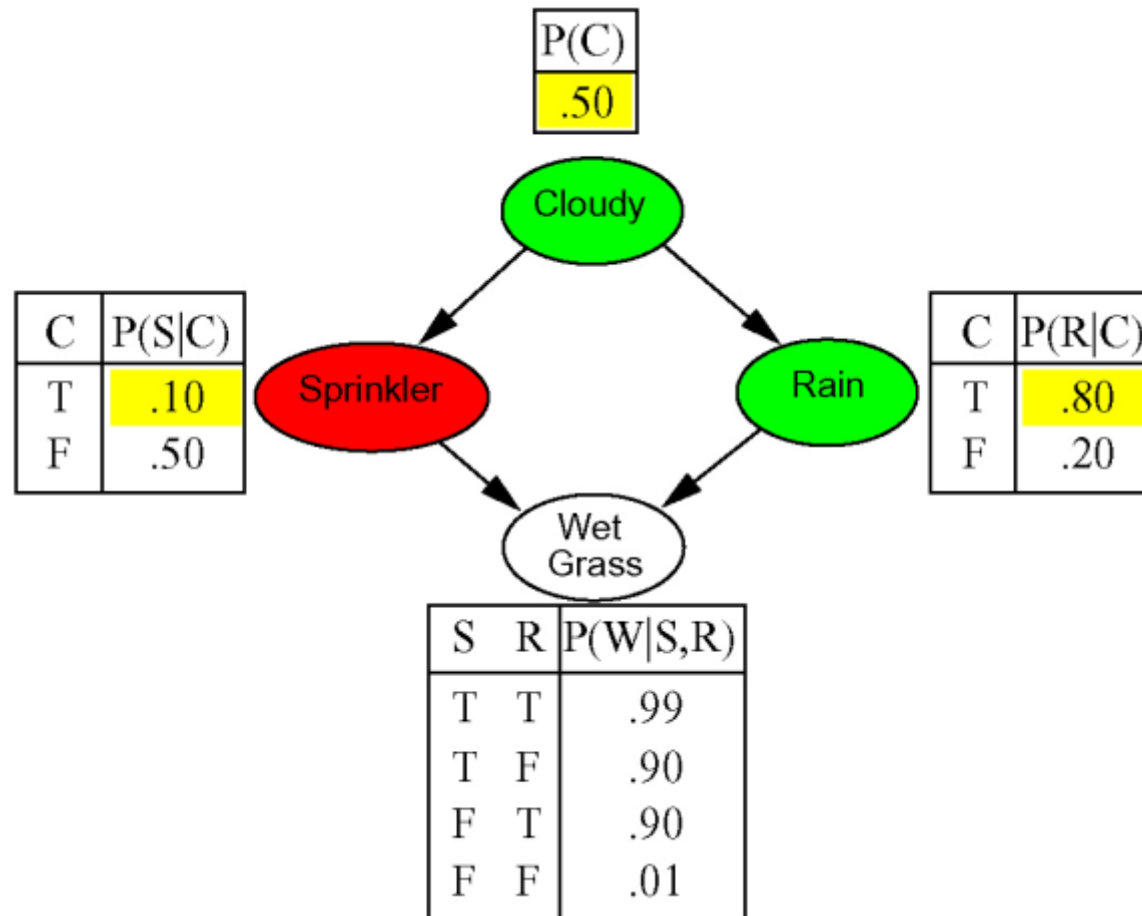 P(C)
.50
Cloudy
C P(S|C)
T .10
F .50
Sprinkler
Rain
C P(R|C)
T .80
F .20
Wet
Grass
S R P(W|S,R)
T T .99
T F .90
F T .90
F F .01